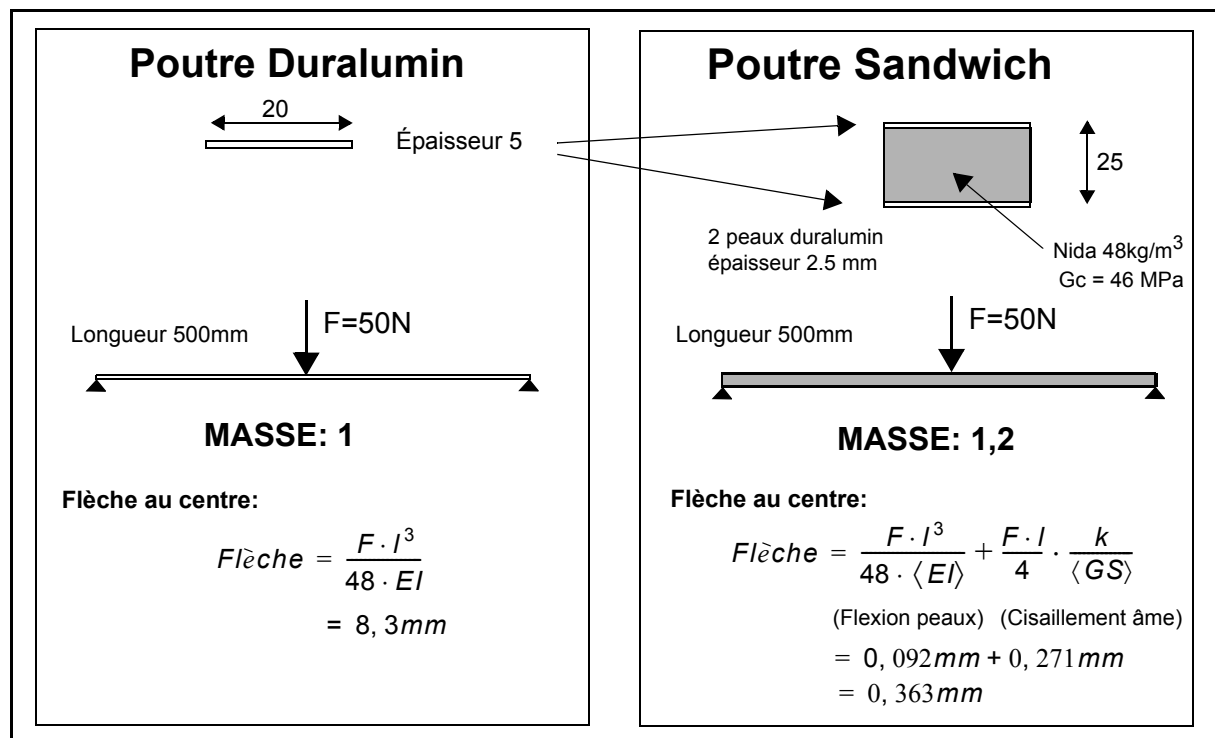 Poutre Duralumin
20
Épaisseur 5
Longueur 500mm
F=50N
MASSE: 1
Flèche au centre:
Flèche = F · l³ / 48 · EI
= 8, 3mm
Poutre Sandwich
25
2 peaux duralumin
épaisseur 2.5 mm
Nida 48kg/m³
Gc = 46 MPa
F=50N
Longueur 500mm
MASSE: 1,2
Flèche au centre:
Flèche = F · l³ / 48 · ⟨EI⟩ + F · l / 4 · k / ⟨GS⟩
(Flexion peaux) (Cisaillement âme)
= 0, 092mm + 0, 271mm
= 0, 363mm